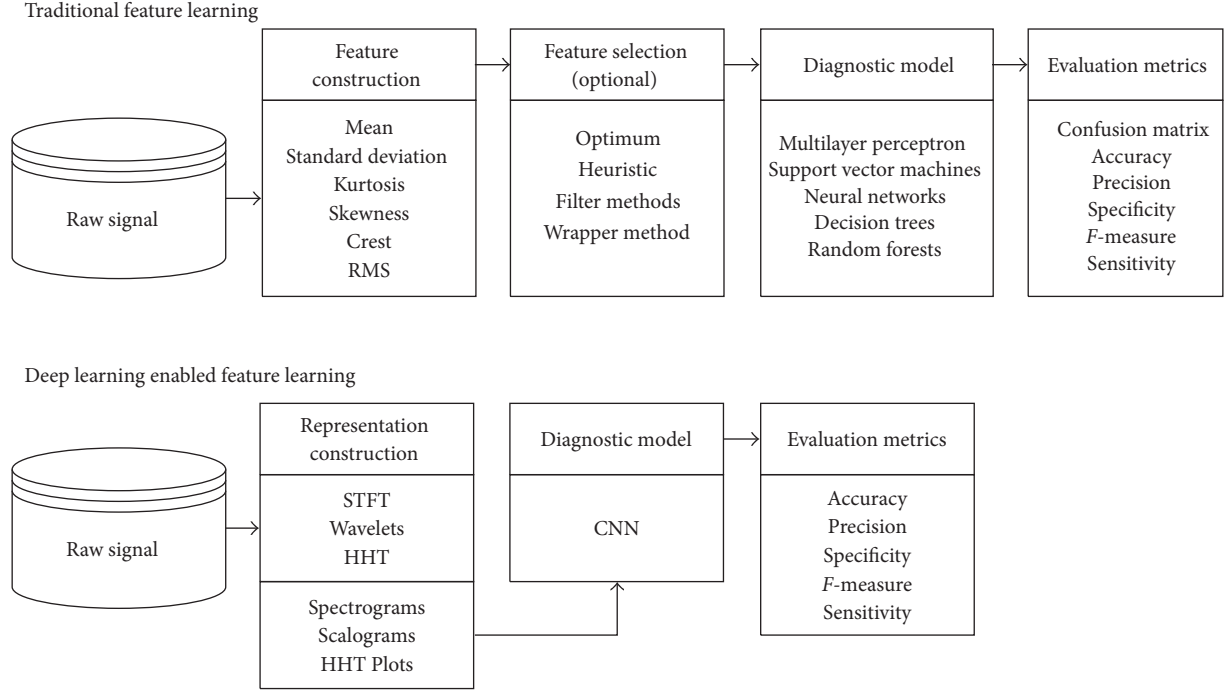 Traditional feature learning
Raw signal
Feature
construction
Mean
Standard deviation
Kurtosis
Skewness
Crest
RMS
Feature selection
(optional)
Optimum
Heuristic
Filter methods
Wrapper method
Diagnostic model
Multilayer perceptron
Support vector machines
Neural networks
Decision trees
Random forests
Evaluation metrics
Confusion matrix
Accuracy
Precision
Specificity
F-measure
Sensitivity
Deep learning enabled feature learning
Raw signal
Representation
construction
STFT
Wavelets
HHT
Spectrograms
Scalograms
HHT Plots
Diagnostic model
CNN
Evaluation metrics
Accuracy
Precision
Specificity
F-measure
Sensitivity